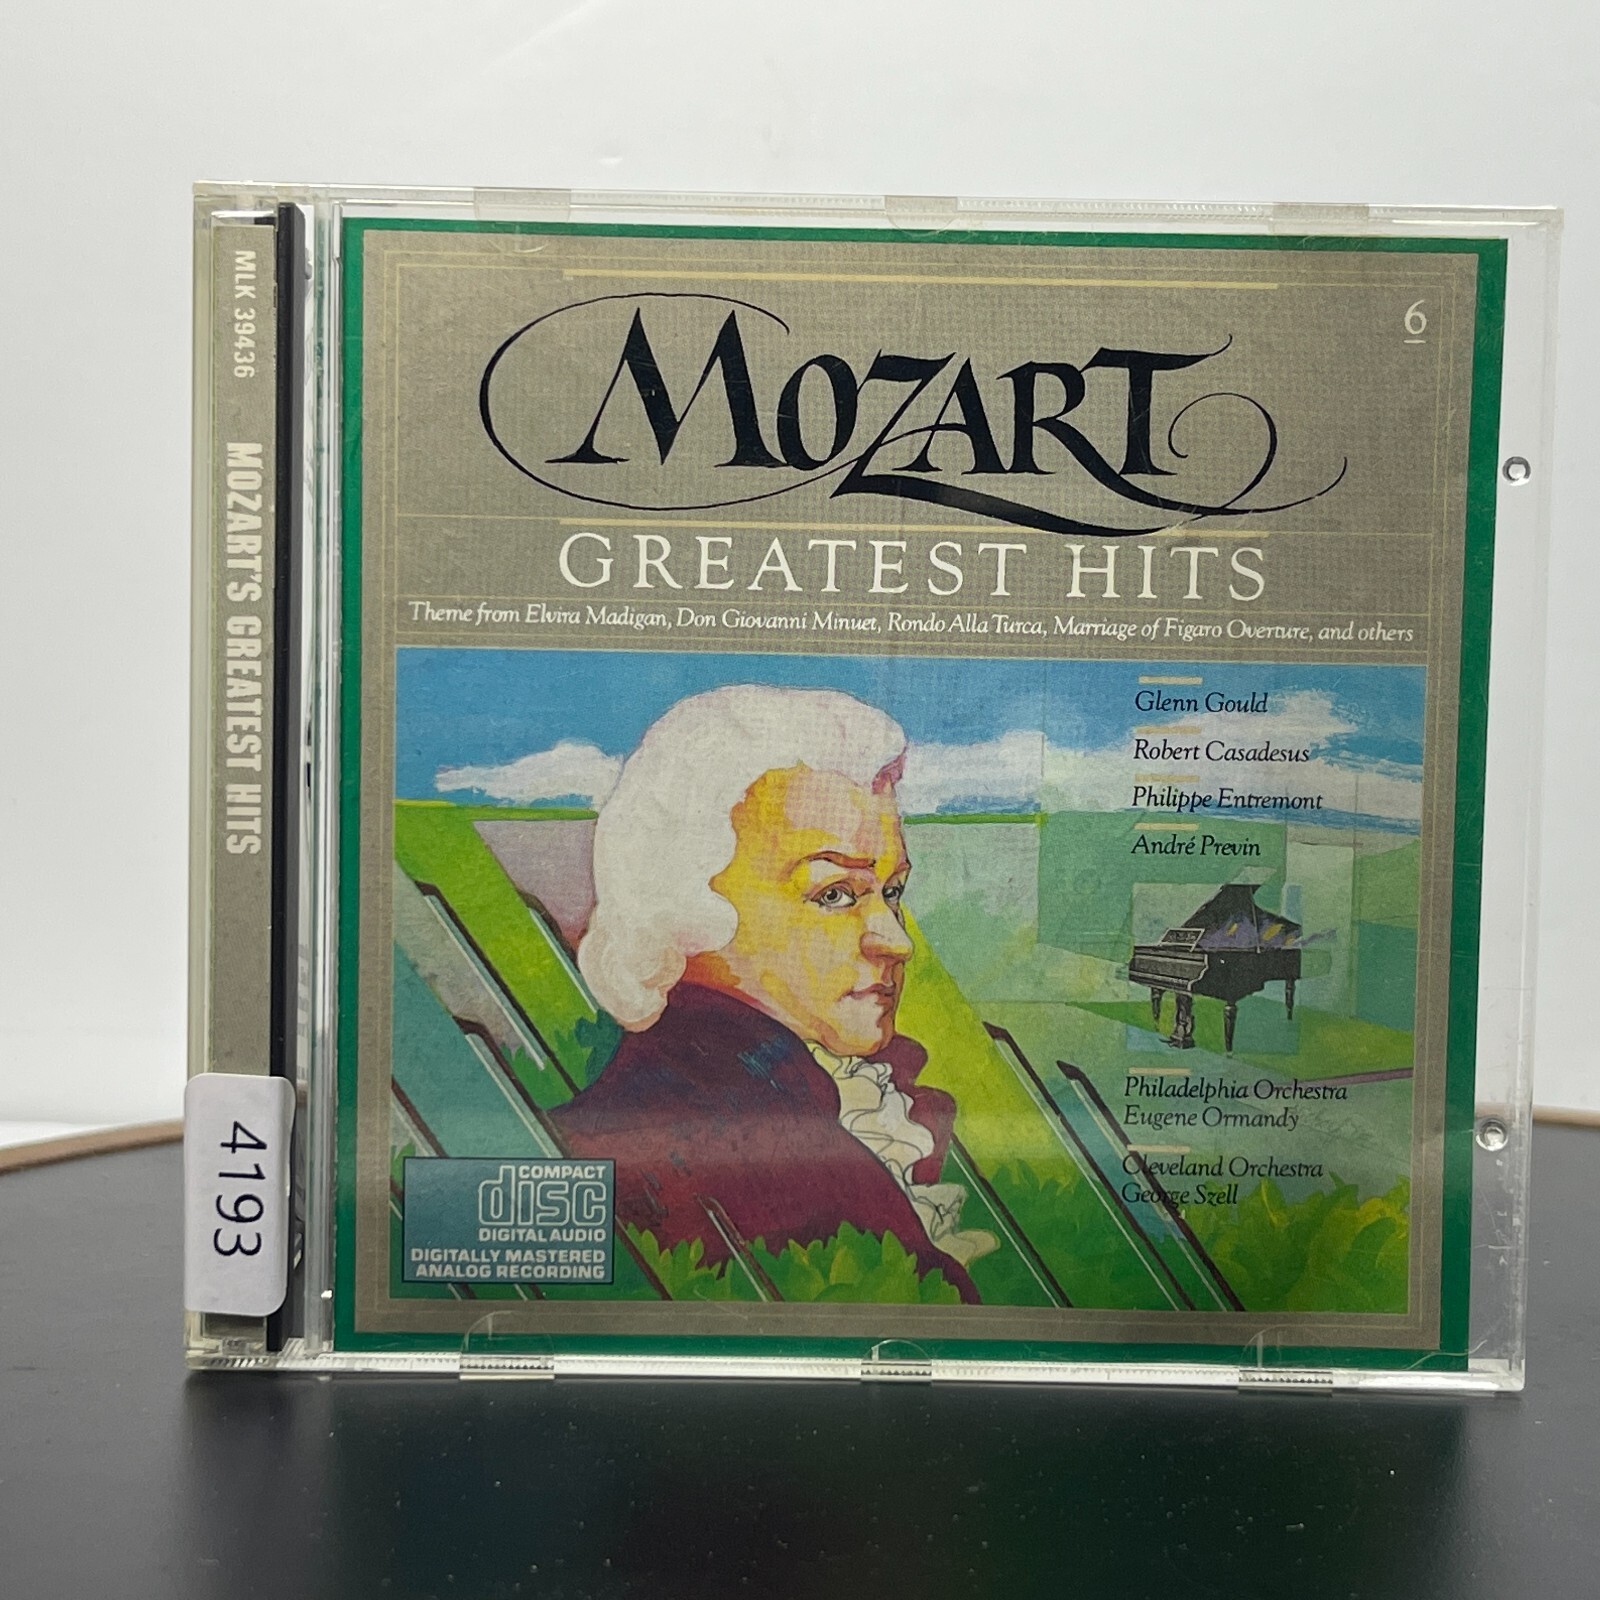 MLK 39436 MOZART'S GREATEST HITS
4193
6
MOZART
GREATEST HITS
Theme from Elvira Madigan, Don Giovanni Minuet, Rondo Alla Turca, Marriage of Figaro Overture, and others
Glenn Gould
Robert Casadesus
Philippe Entremont
André Previn
Philadelphia Orchestra
Eugene Ormandy
Cleveland Orchestra
George Szell
COMPACT
disc
DIGITAL AUDIO
DIGITALLY MASTERED
ANALOG RECORDING